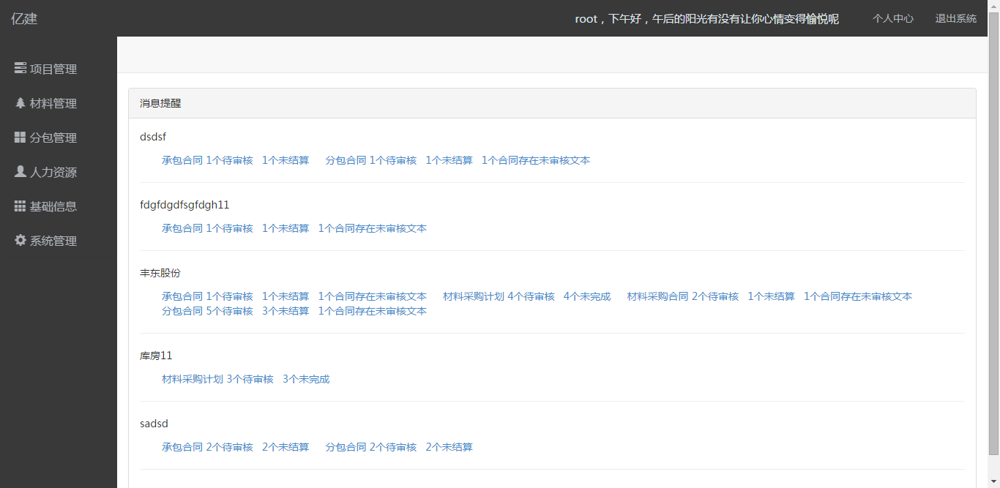 亿建
root，下午好，午后的阳光有没有让你心情变得愉悦呢 个人中心 退出系统
项目管理
材料管理
分包管理
人力资源
基础信息
系统管理
消息提醒
dsdsf
承包合同 1个待审核 1个未结算 分包合同 1个待审核 1个未结算 1个合同存在未审核文本
fdgfdgdfsgfdgh11
承包合同 1个待审核 1个未结算 1个合同存在未审核文本
丰东股份
承包合同 1个待审核 1个未结算 1个合同存在未审核文本 材料采购计划 4个待审核 4个未完成 材料采购合同 2个待审核 1个未结算 1个合同存在未审核文本
分包合同 5个待审核 3个未结算 1个合同存在未审核文本
库房11
材料采购计划 3个待审核 3个未完成
sadsd
承包合同 2个待审核 2个未结算 分包合同 2个待审核 2个未结算